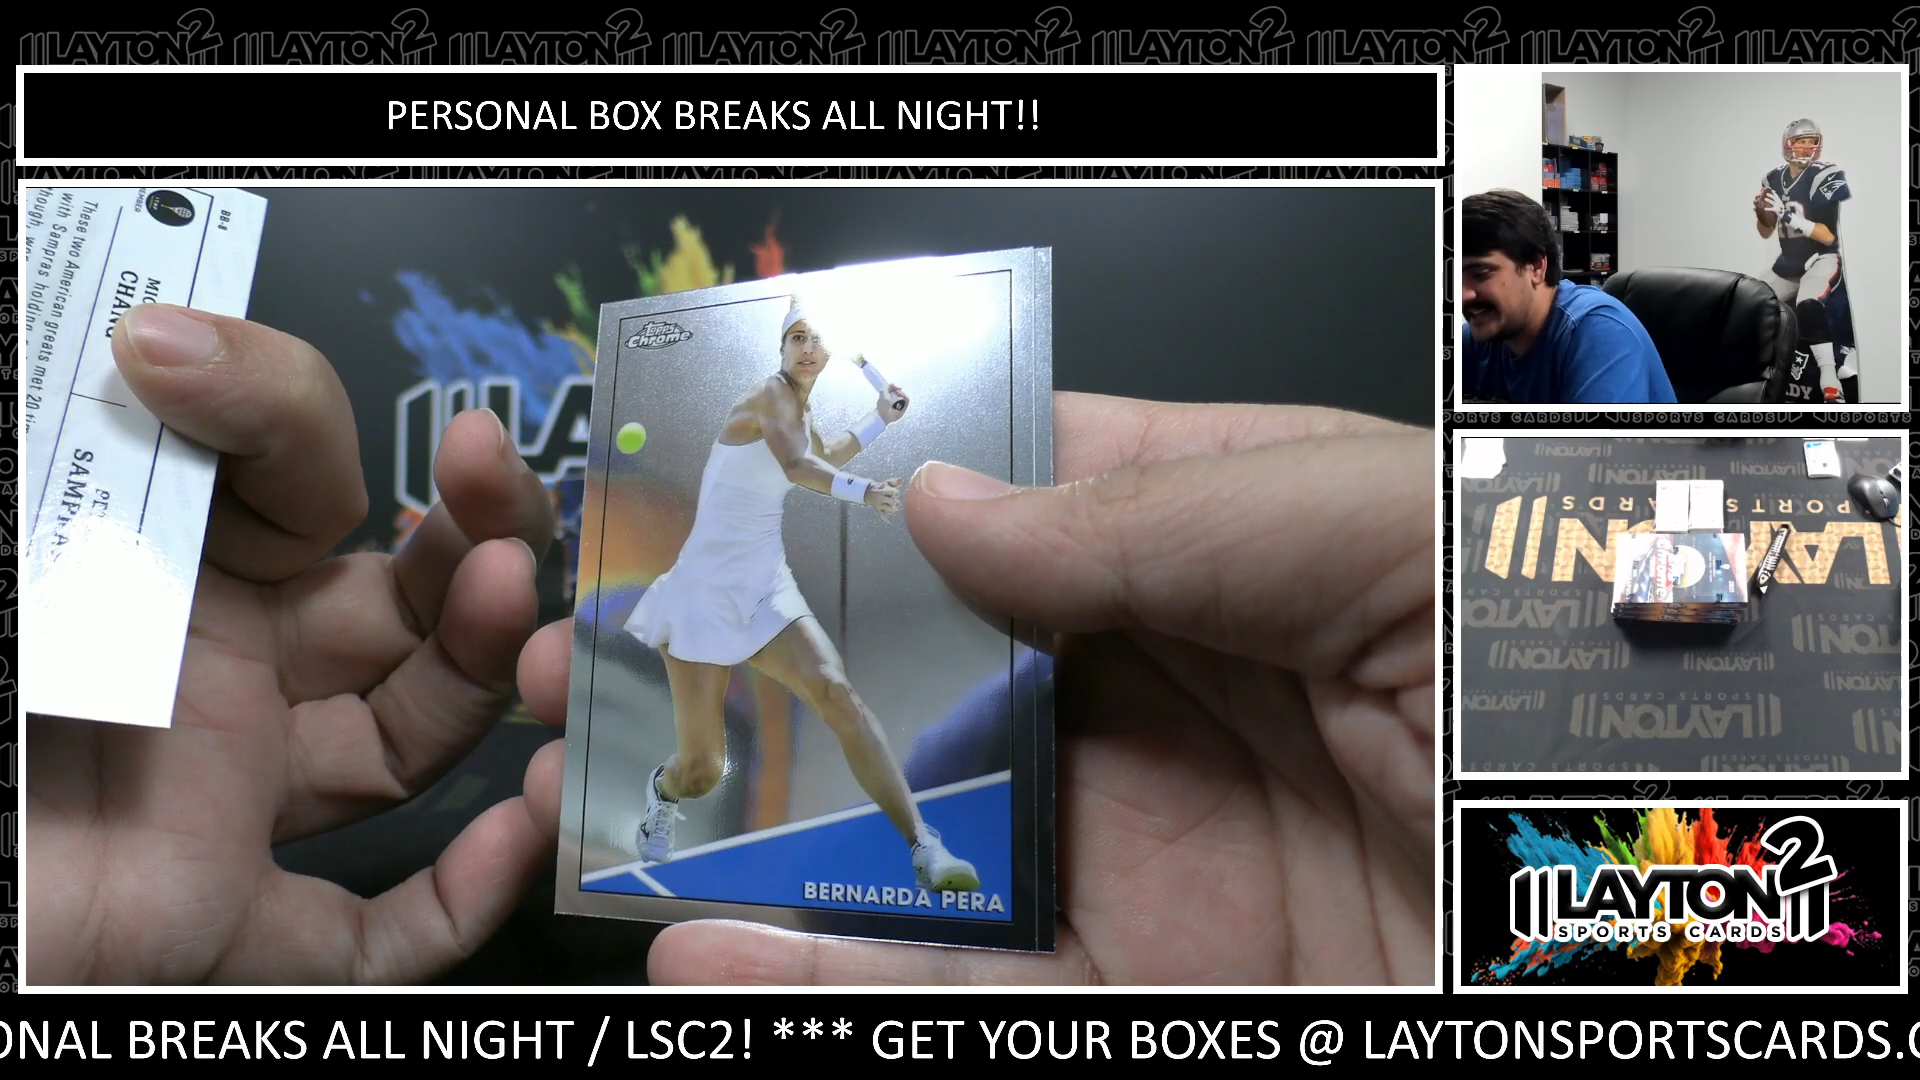 PERSONAL BOX BREAKS ALL NIGHT!!
BB-8
These two American greats met 20
with Sampras holding
though, w
CHANG
SAMPRAS
TOPPS
Chrome
BERNARDA PERA
LAYTON 2
SPORTS CARDS
ONAL BREAKS ALL NIGHT / LSC2! *** GET YOUR BOXES @ LAYTONSPORTSCARDS.C